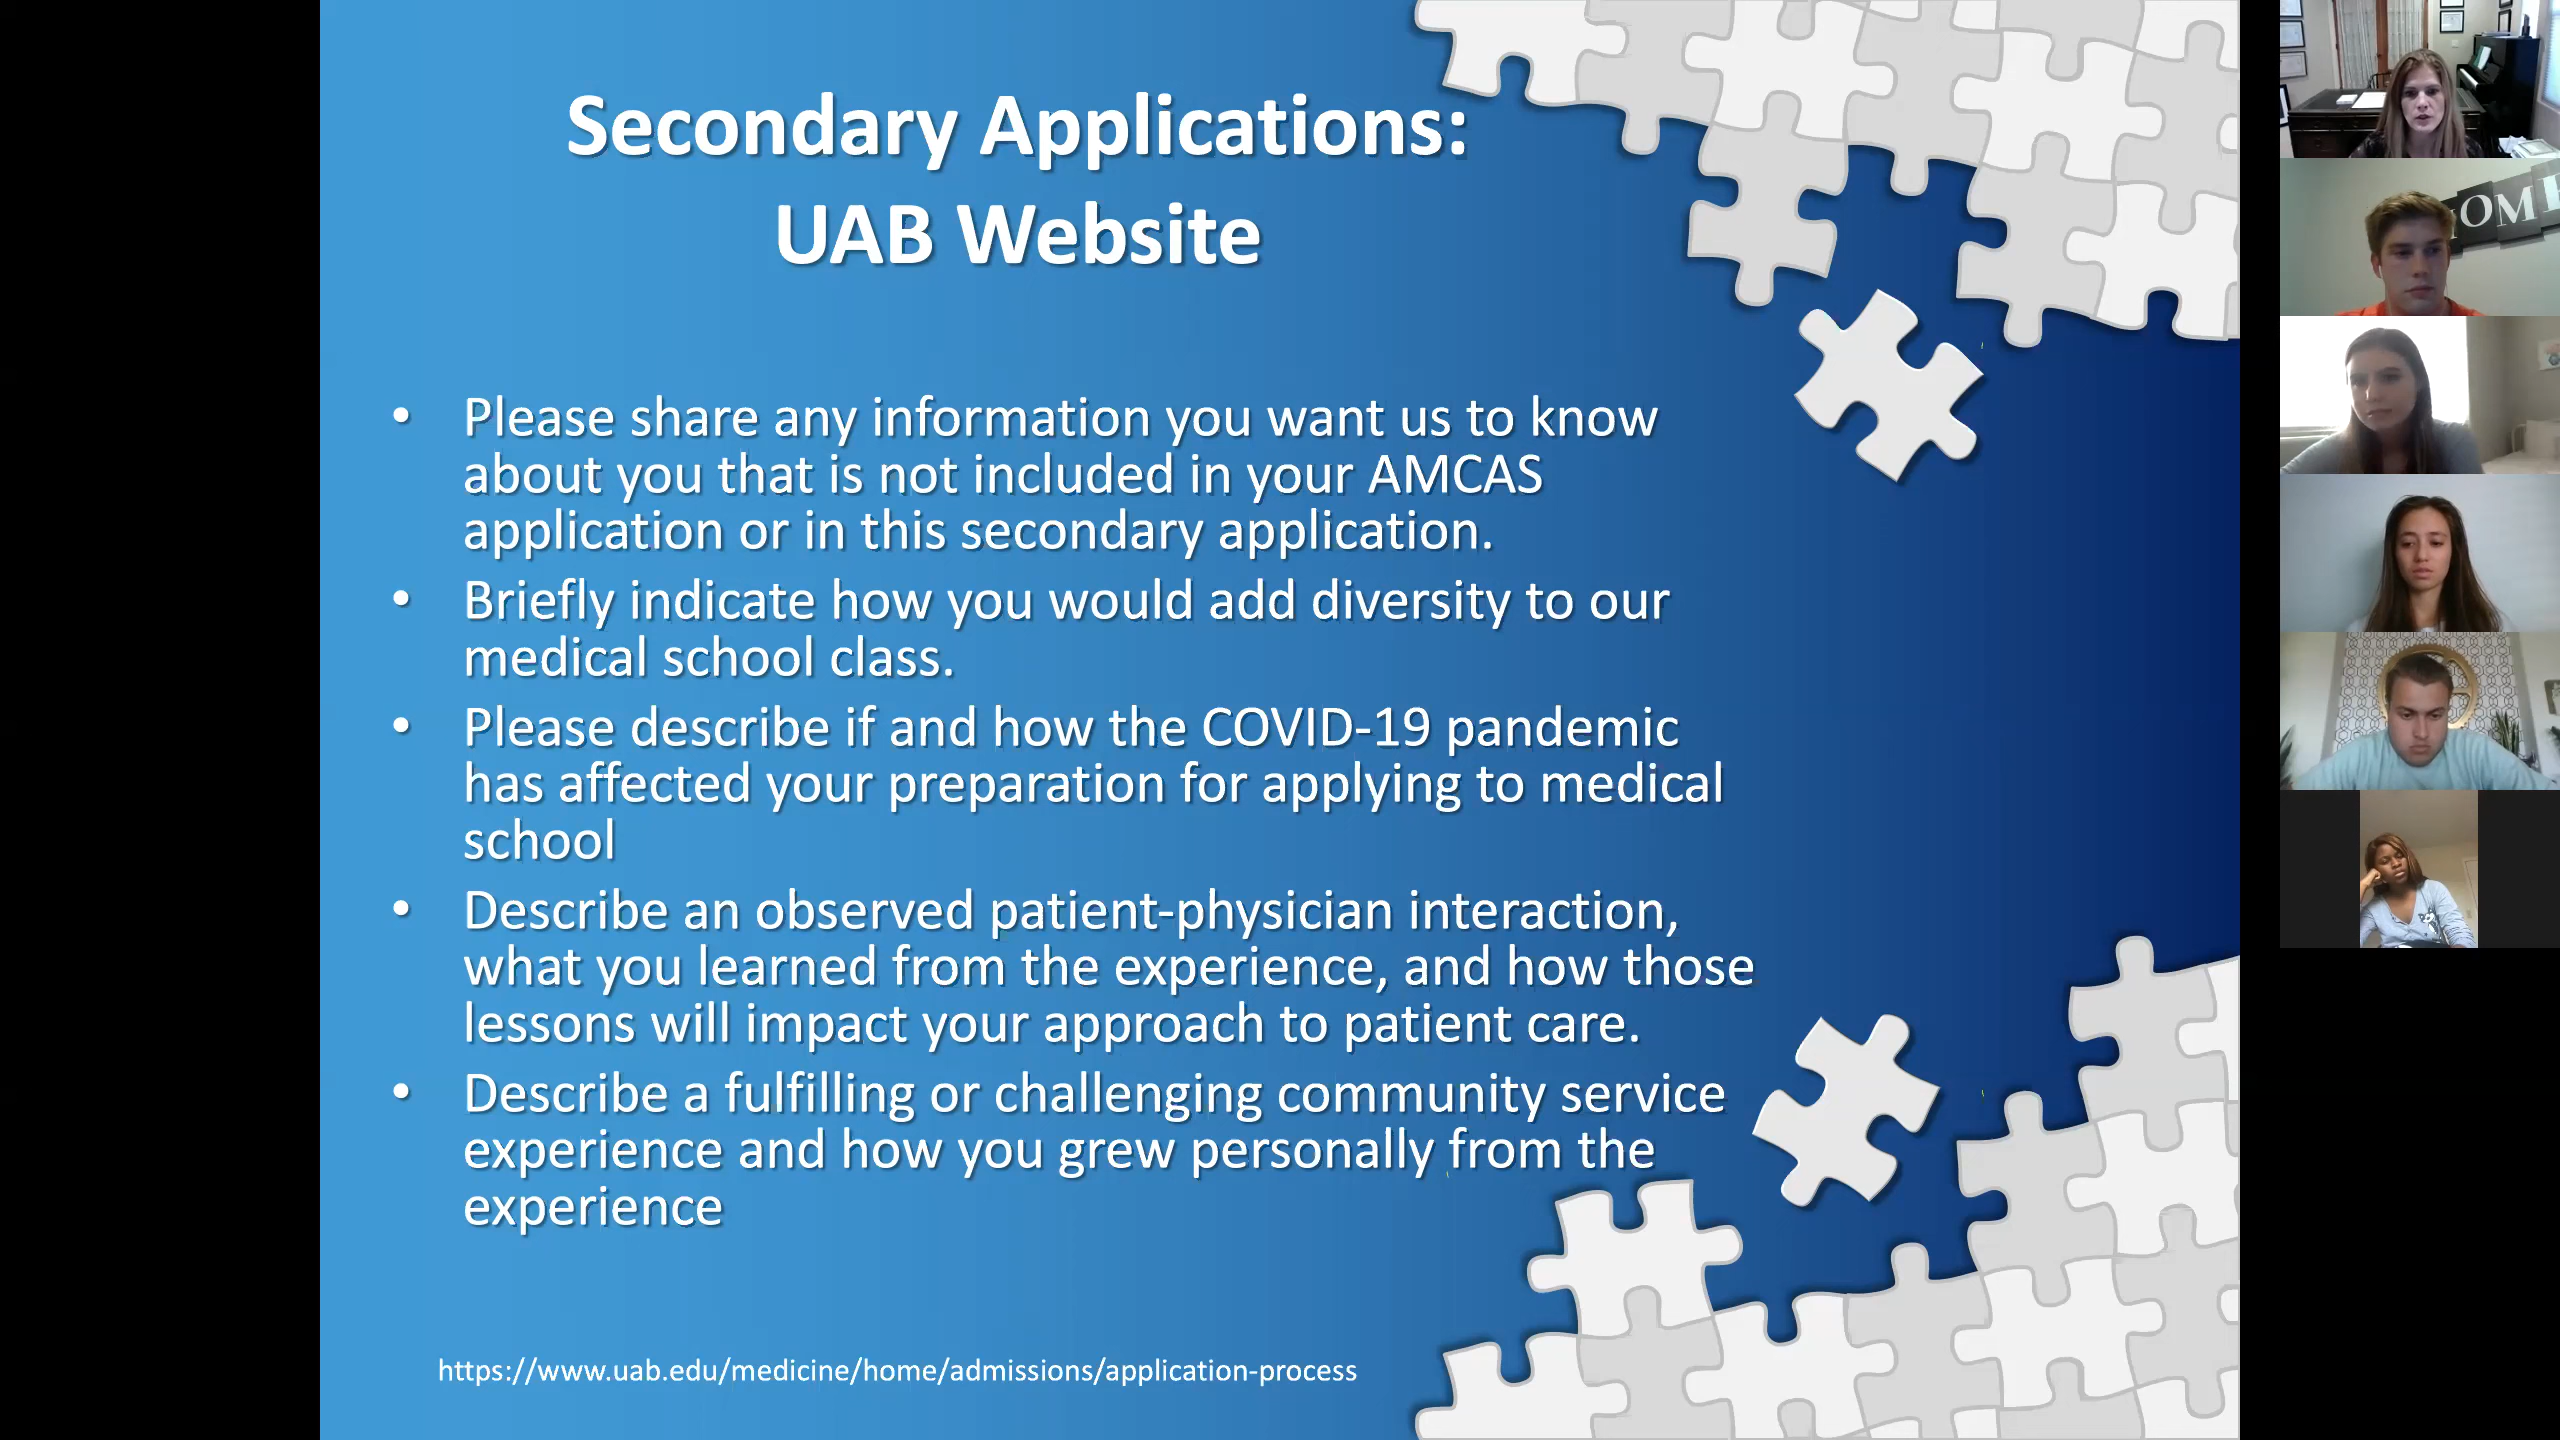 Secondary Applications:
UAB Website
• Please share any information you want us to know
about you that is not included in your AMCAS
application or in this secondary application.
• Briefly indicate how you would add diversity to our
medical school class.
• Please describe if and how the COVID-19 pandemic
has affected your preparation for applying to medical
school
• Describe an observed patient-physician interaction,
what you learned from the experience, and how those
lessons will impact your approach to patient care.
• Describe a fulfilling or challenging community service
experience and how you grew personally from the
experience
https://www.uab.edu/medicine/home/admissions/application-process